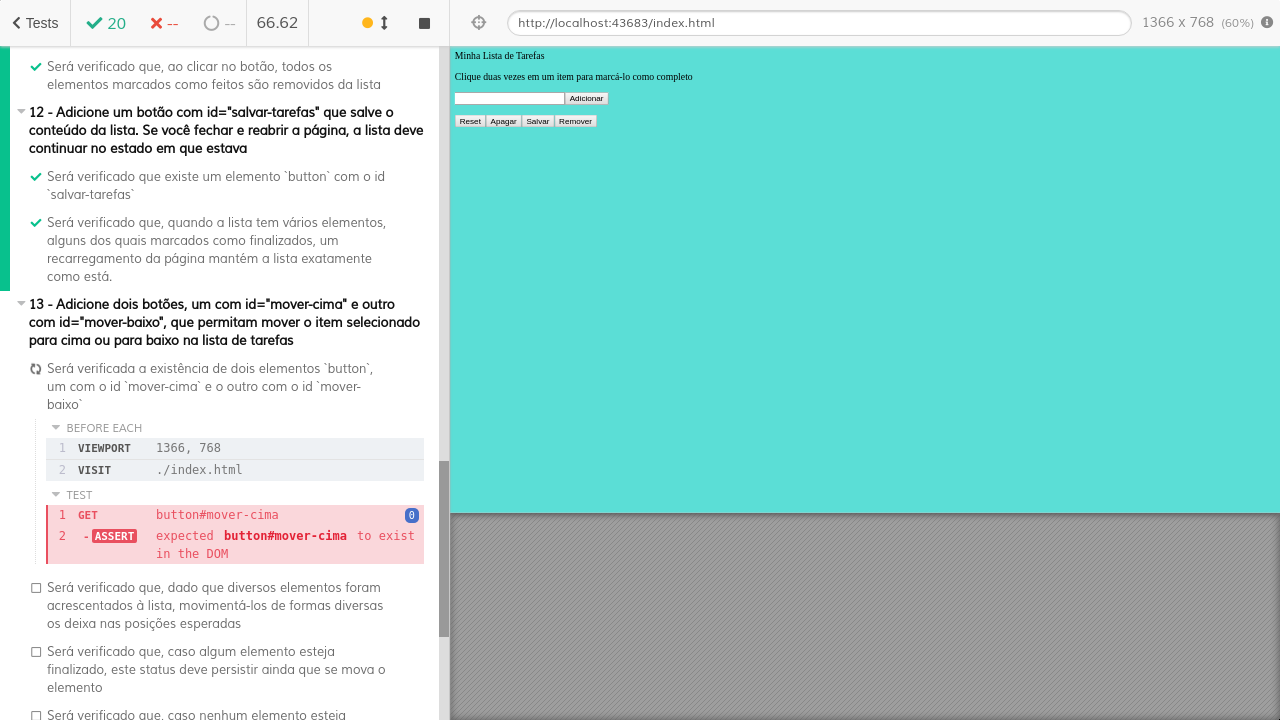 Tests
20
--
--
66.62
http://localhost:43683/index.html
1366 x 768 (60%)
Será verificado que, ao clicar no botão, todos os
elementos marcados como feitos são removidos da lista
12 - Adicione um botão com id="salvar-tarefas" que salve o
conteúdo da lista. Se você fechar e reabrir a página, a lista deve
continuar no estado em que estava
Será verificado que existe um elemento `button` com o id
`salvar-tarefas`
Será verificado que, quando a lista tem vários elementos,
alguns dos quais marcados como finalizados, um
recarregamento da página mantém a lista exatamente
como está.
13 - Adicione dois botões, um com id="mover-cima" e outro
com id="mover-baixo", que permitam mover o item selecionado
para cima ou para baixo na lista de tarefas
Será verificada a existência de dois elementos `button`,
um com o id `mover-cima` e o outro com o id `mover-
baixo`
BEFORE EACH
1 VIEWPORT 1366, 768
2 VISIT ./index.html
TEST
1 GET button#mover-cima 0
2 -ASSERT expected button#mover-cima to exist
in the DOM
Será verificado que, dado que diversos elementos foram
acrescentados à lista, movimentá-los de formas diversas
os deixa nas posições esperadas
Será verificado que, caso algum elemento esteja
finalizado, este status deve persistir ainda que se mova o
elemento
Será verificado que, caso nenhum elemento esteja
Minha Lista de Tarefas
Clique duas vezes em um item para marcá-lo como completo
Adicionar
Reset Apagar Salvar Remover